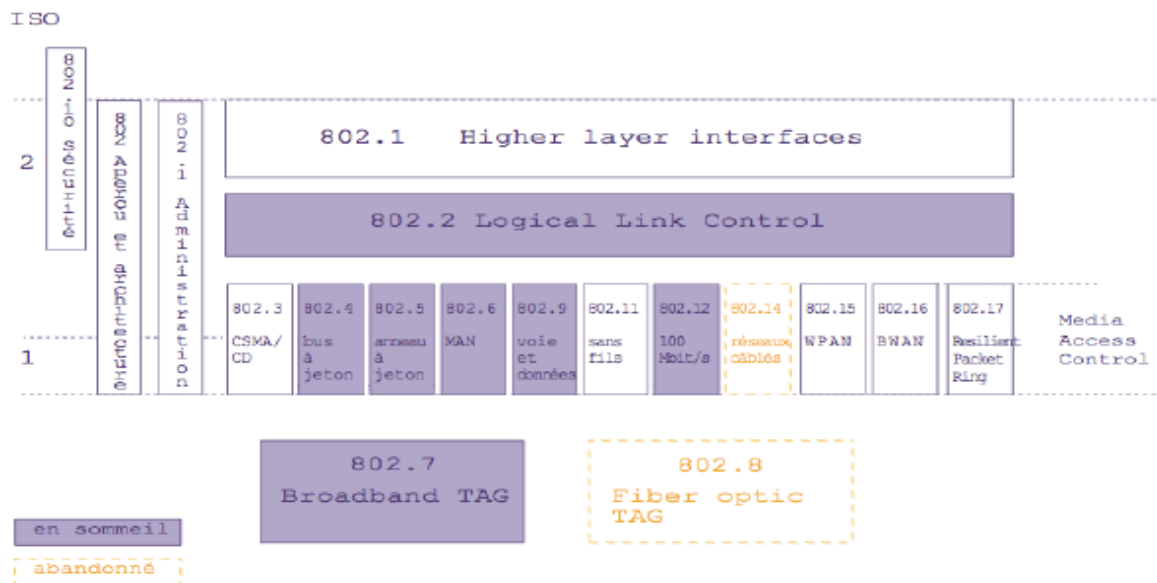 ISO
2
1
802.10 Sécurité
802 Aperçu et architecture
802.1 Administration
802.1 Higher layer interfaces
802.2 Logical Link Control
802.3
CSMA/
CD
802.4
bus
à
jeton
802.5
anneau
à
jeton
802.6
MAN
802.9
voie
et
données
802.11
sans
fils
802.12
100
Mbit/s
802.14
réseaux
câblés
802.15
WPAN
802.16
BWAN
802.17
Resilient
Packet
Ring
Media
Access
Control
802.7
Broadband TAG
802.8
Fiber optic
TAG
en sommeil
abandonné